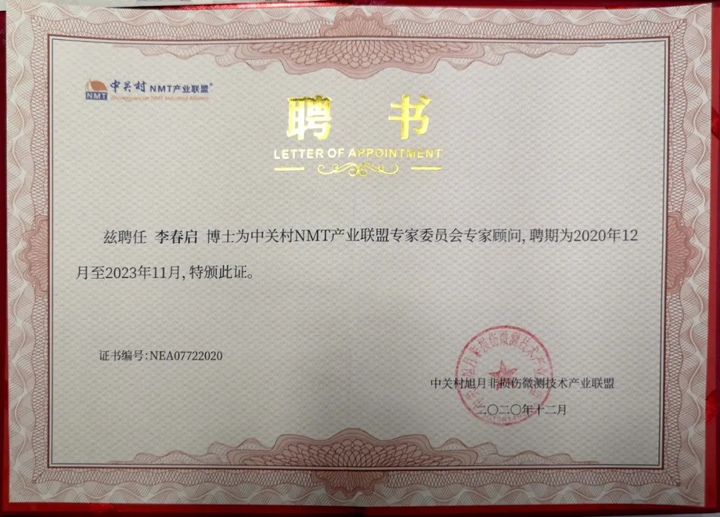 中关村NMT产业联盟®
NMT
Zhongguancun NMT Industrial Alliance
聘书
LETTER OF APPOINTMENT
兹聘任 李春启 博士为中关村NMT产业联盟专家委员会专家顾问, 聘期为2020年12
月至2023年11月, 特颁此证。
证书编号:NEA07722020
中关村旭月非损伤微测技术产业联盟
二〇二〇年十二月